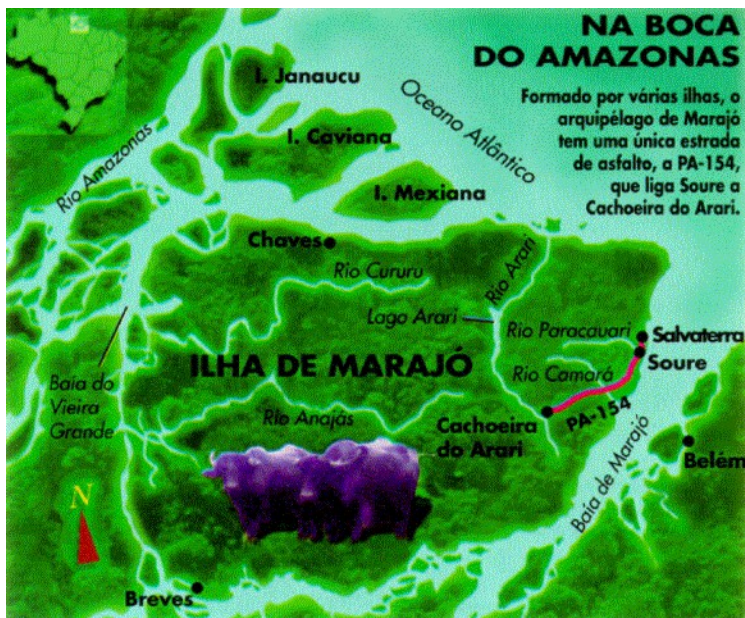 NA BOCA
DO AMAZONAS
Formado por várias ilhas, o
arquipélago de Marajó
tem uma única estrada
de asfalto, a PA-154,
que liga Soure a
Cachoeira do Arari.
I. Janaucu
Oceano Atlântico
I. Caviana
Rio Amazonas
I. Mexiana
Chaves
Rio Cururu
Rio Arari
Lago Arari
Rio Paracauari
Salvaterra
Soure
ILHA DE MARAJÓ
Rio Camará
Baía do
Vieira
Grande
Rio Anajás
Cachoeira
do Arari
PA-154
Baía de Marajó
Belém
N
Breves